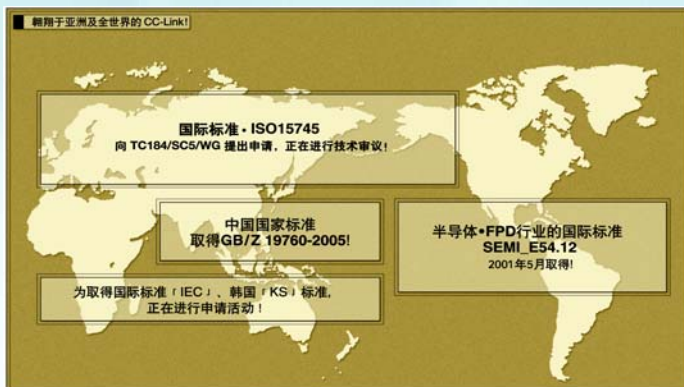 翱翔于亚洲及全世界的 CC-Link!
国际标准·ISO15745
向 TC184/SC5/WG 提出申请，正在进行技术审议！
中国国家标准
取得GB/Z 19760-2005!
半导体•FPD行业的国际标准
SEMI_E54.12
2001年5月取得!
为取得国际标准「IEC」、韩国「KS」标准,
正在进行申请活动！